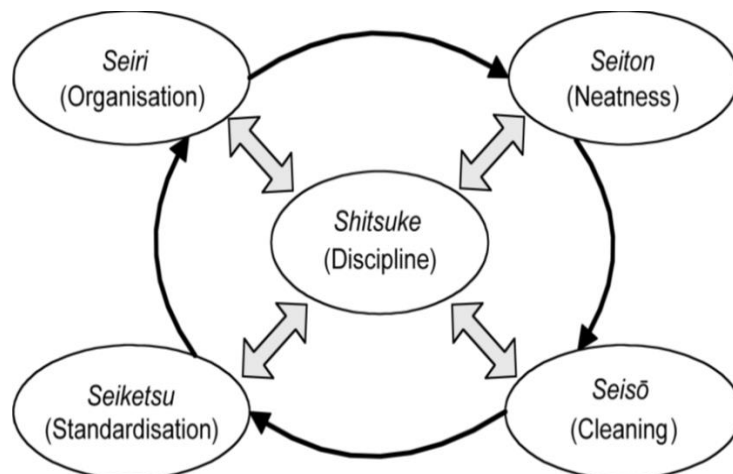 Seiri
(Organisation)
Seiton
(Neatness)
Shitsuke
(Discipline)
Seiketsu
(Standardisation)
Seisō
(Cleaning)